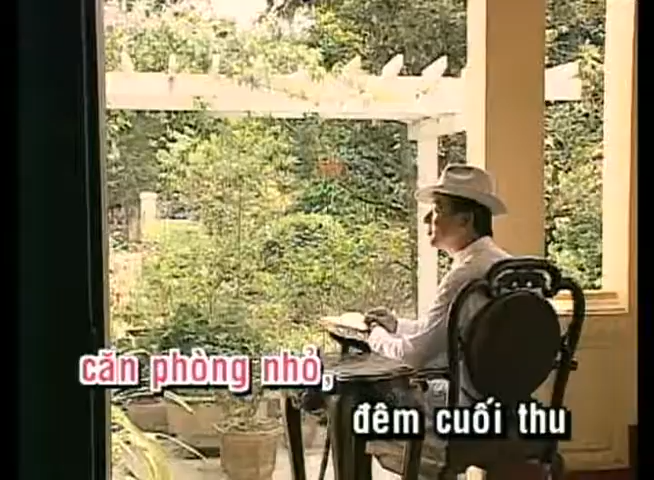 căn phòng nhỏ,
đêm cuối thu